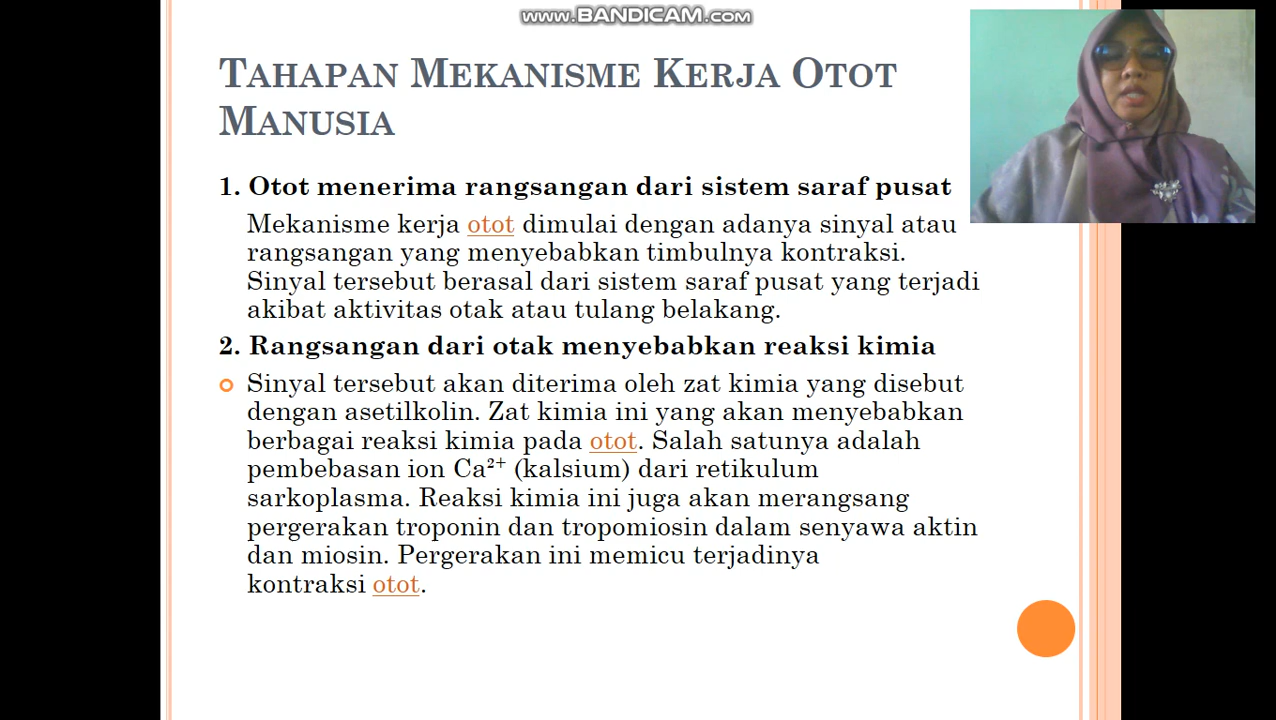 www.BANDICAM.com
TAHAPAN MEKANISME KERJA OTOT
MANUSIA
1. Otot menerima rangsangan dari sistem saraf pusat
Mekanisme kerja otot dimulai dengan adanya sinyal atau
rangsangan yang menyebabkan timbulnya kontraksi.
Sinyal tersebut berasal dari sistem saraf pusat yang terjadi
akibat aktivitas otak atau tulang belakang.
2. Rangsangan dari otak menyebabkan reaksi kimia
Sinyal tersebut akan diterima oleh zat kimia yang disebut
dengan asetilkolin. Zat kimia ini yang akan menyebabkan
berbagai reaksi kimia pada otot. Salah satunya adalah
pembebasan ion Ca²⁺ (kalsium) dari retikulum
sarkoplasma. Reaksi kimia ini juga akan merangsang
pergerakan troponin dan tropomiosin dalam senyawa aktin
dan miosin. Pergerakan ini memicu terjadinya
kontraksi otot.